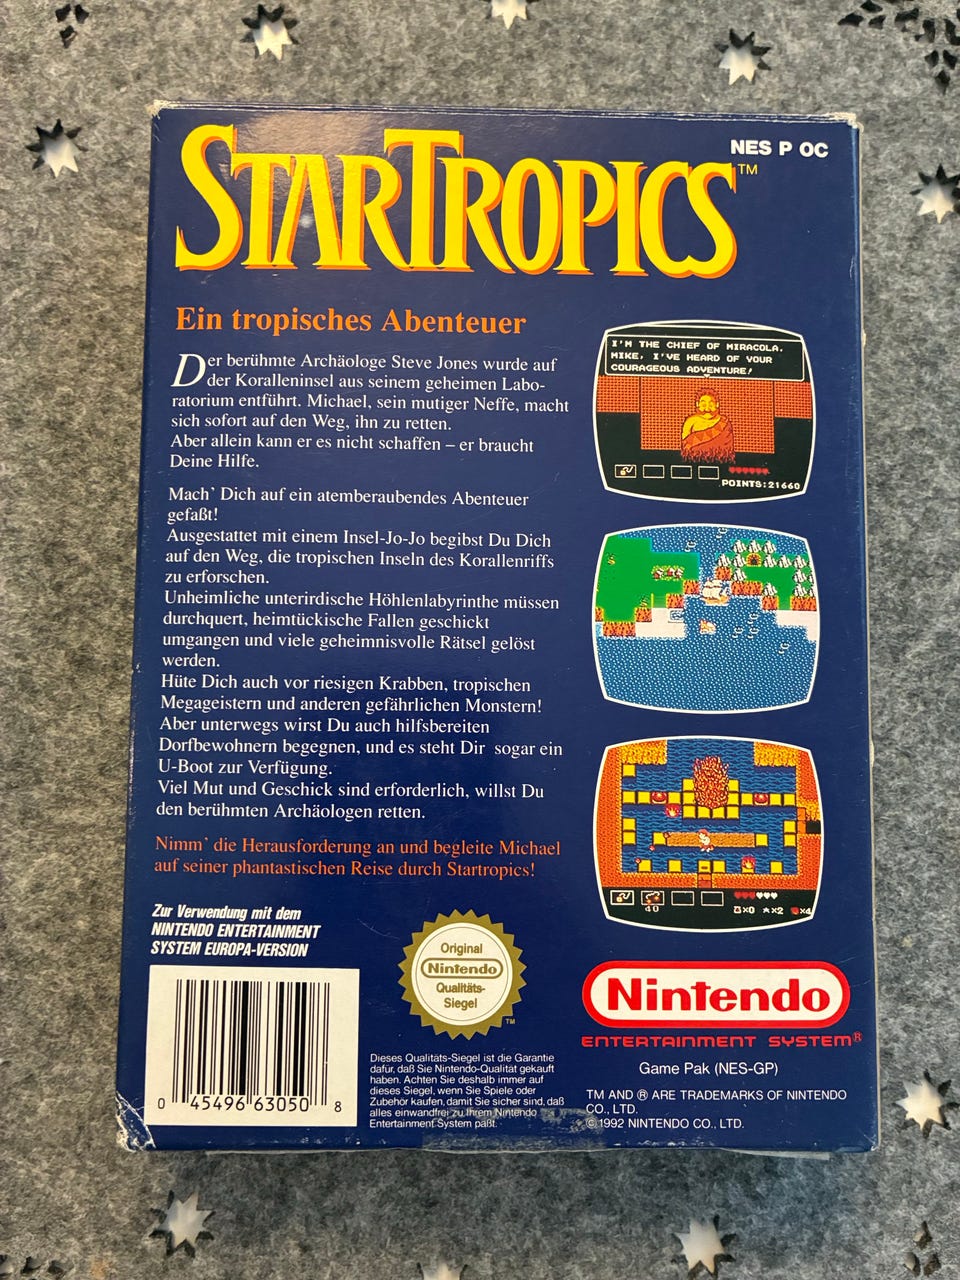 NES P OC
STARTROPICS™
Ein tropisches Abenteuer
Der berühmte Archäologe Steve Jones wurde auf
der Koralleninsel aus seinem geheimen Labo-
ratorium entführt. Michael, sein mutiger Neffe, macht
sich sofort auf den Weg, ihn zu retten.
Aber allein kann er es nicht schaffen – er braucht
Deine Hilfe.
Mach' Dich auf ein atemberaubendes Abenteuer
gefaßt!
Ausgestattet mit einem Insel-Jo-Jo begibst Du Dich
auf den Weg, die tropischen Inseln des Korallenriffs
zu erforschen.
Unheimliche unterirdische Höhlenlabyrinthe müssen
durchquert, heimtückische Fallen geschickt
umgangen und viele geheimnisvolle Rätsel gelöst
werden.
Hüte Dich auch vor riesigen Krabben, tropischen
Megageistern und anderen gefährlichen Monstern!
Aber unterwegs wirst Du auch hilfsbereiten
Dorfbewohnern begegnen, und es steht Dir sogar ein
U-Boot zur Verfügung.
Viel Mut und Geschick sind erforderlich, willst Du
den berühmten Archäologen retten.
Nimm' die Herausforderung an und begleite Michael
auf seiner phantastischen Reise durch Startropics!
I'M THE CHIEF OF MIRACOLA.
MIKE, I'VE HEARD OF YOUR
COURAGEOUS ADVENTURE!
POINTS:21660
40
x0 x2 x4
Zur Verwendung mit dem
NINTENDO ENTERTAINMENT
SYSTEM EUROPA-VERSION
0 45496 63050 8
Original
Nintendo
Qualitäts-
Siegel
™
Dieses Qualitäts-Siegel ist die Garantie
dafür, daß Sie Nintendo-Qualität gekauft
haben. Achten Sie deshalb immer auf
dieses Siegel, wenn Sie Spiele oder
Zubehör kaufen, damit Sie sicher sind, daß
alles einwandfrei zu Ihrem Nintendo
Entertainment System paßt.
Nintendo
ENTERTAINMENT SYSTEM®
Game Pak (NES-GP)
TM AND ® ARE TRADEMARKS OF NINTENDO
CO., LTD.
© 1992 NINTENDO CO., LTD.